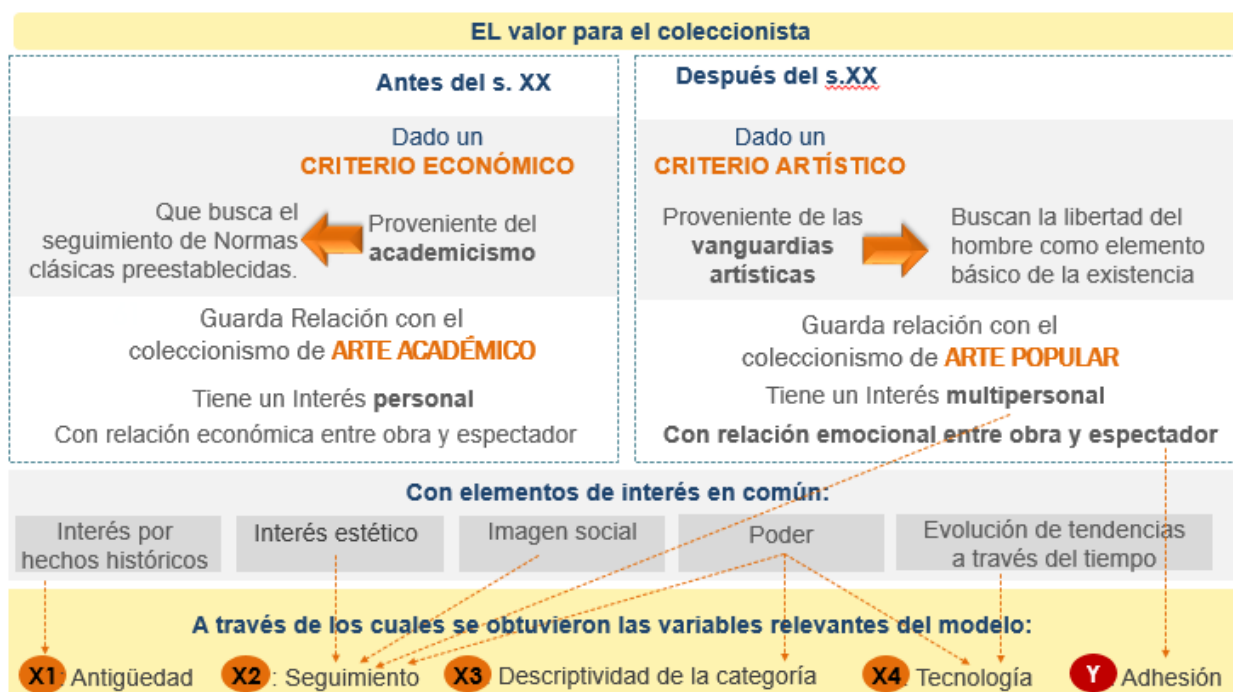 EL valor para el coleccionista
Antes del s. XX
Dado un
CRITERIO ECONÓMICO
Que busca el
seguimiento de Normas
clásicas preestablecidas.
Proveniente del
academicismo
Guarda Relación con el
coleccionismo de ARTE ACADÉMICO
Tiene un Interés personal
Con relación económica entre obra y espectador
Después del s.XX
Dado un
CRITERIO ARTÍSTICO
Proveniente de las
vanguardias
artísticas
Buscan la libertad del
hombre como elemento
básico de la existencia
Guarda relación con el
coleccionismo de ARTE POPULAR
Tiene un Interés multipersonal
Con relación emocional entre obra y espectador
Con elementos de interés en común:
Interés por
hechos históricos
Interés estético
Imagen social
Poder
Evolución de tendencias
a través del tiempo
A través de los cuales se obtuvieron las variables relevantes del modelo:
X1: Antigüedad
X2: Seguimiento
X3 Descriptividad de la categoría
X4: Tecnología
Y Adhesión